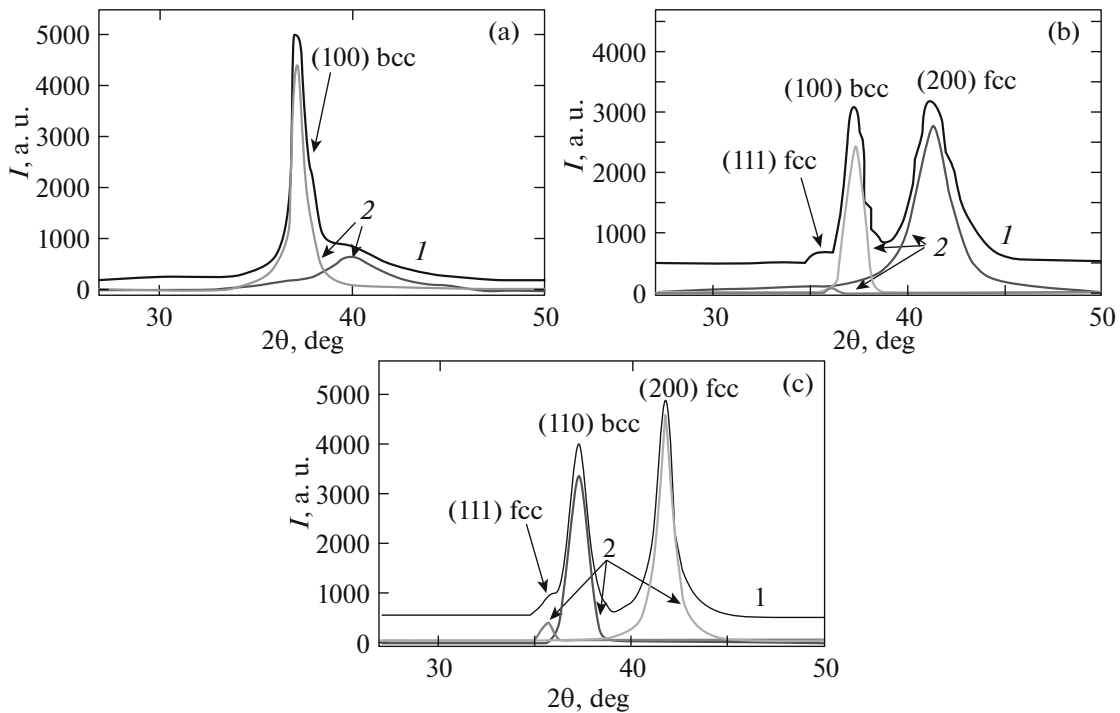 (a)
5000
(100) bcc
4000
3000
I, a. u.
2000
2
1000
1
0
30
40
50
2θ, deg
(b)
4000
(100) bcc
(200) fcc
3000
(111) fcc
I, a. u.
2000
1000
1
2
0
30
40
50
2θ, deg
(c)
(200) fcc
5000
(110) bcc
4000
I, a. u.
3000
(111) fcc
2000
2
1000
1
0
30
40
50
2θ, deg